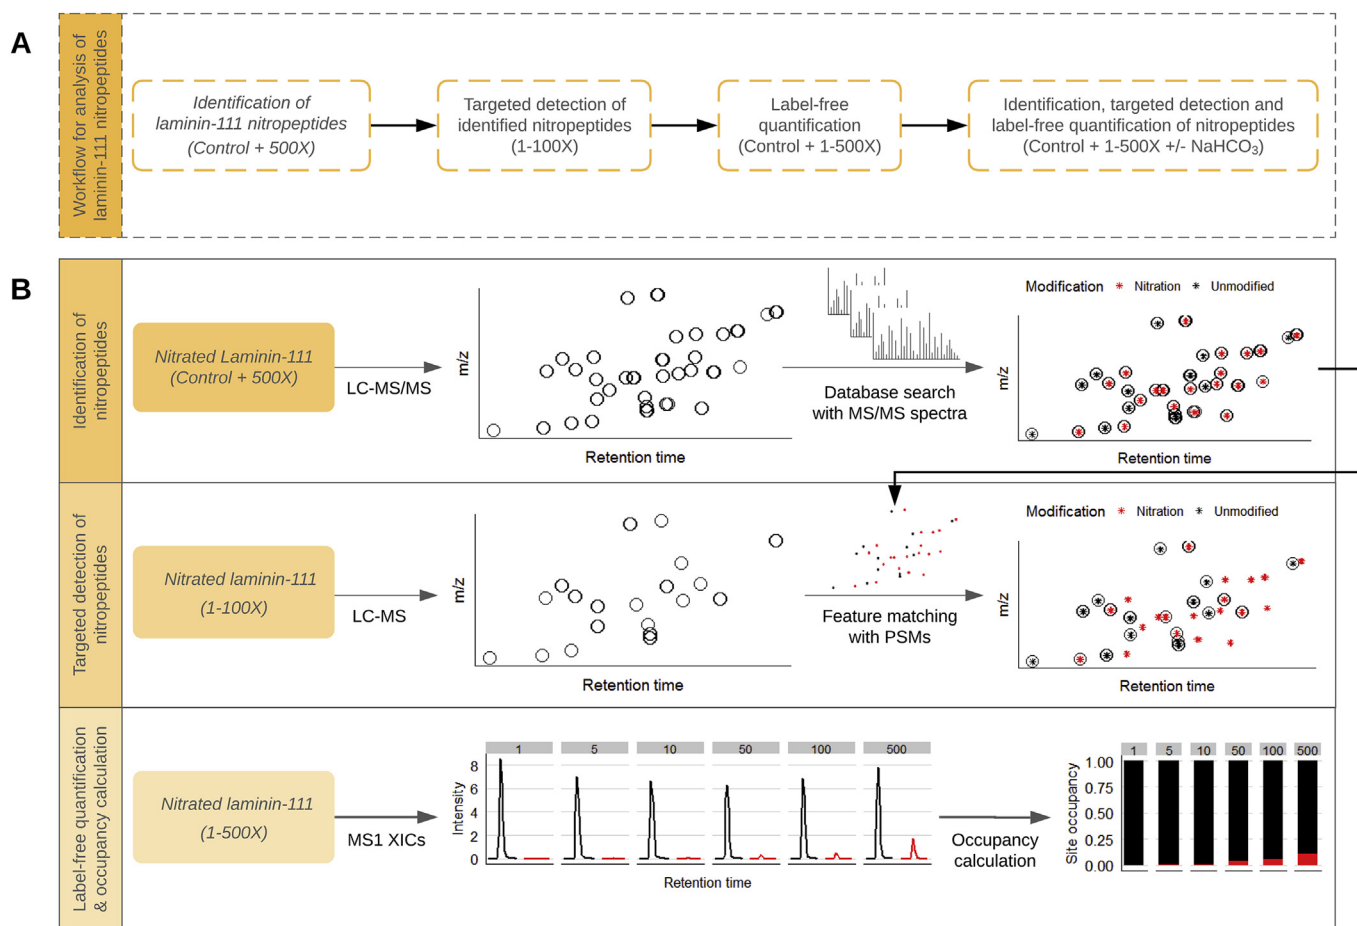 A
Workflow for analysis of
laminin-111 nitropeptides
Identification of
laminin-111 nitropeptides
(Control + 500X)
Targeted detection of
identified nitropeptides
(1-100X)
Label-free
quantification
(Control + 1-500X)
Identification, targeted detection and
label-free quantification of nitropeptides
(Control + 1-500X +/- NaHCO₃)
B
Identification of
nitropeptides
Nitrated Laminin-111
(Control + 500X)
LC-MS/MS
m/z
Retention time
Database search
with MS/MS spectra
Modification * Nitration * Unmodified
m/z
Retention time
Targeted detection of
nitropeptides
Nitrated laminin-111
(1-100X)
LC-MS
m/z
Retention time
Feature matching
with PSMs
Modification * Nitration * Unmodified
m/z
Retention time
Label-free quantification
& occupancy calculation
Nitrated laminin-111
(1-500X)
MS1 XICs
1 5 10 50 100 500
Intensity
8
6
4
2
0
Retention time
Occupancy
calculation
1 5 10 50 100 500
Site occupancy
1.00
0.75
0.50
0.25
0.00